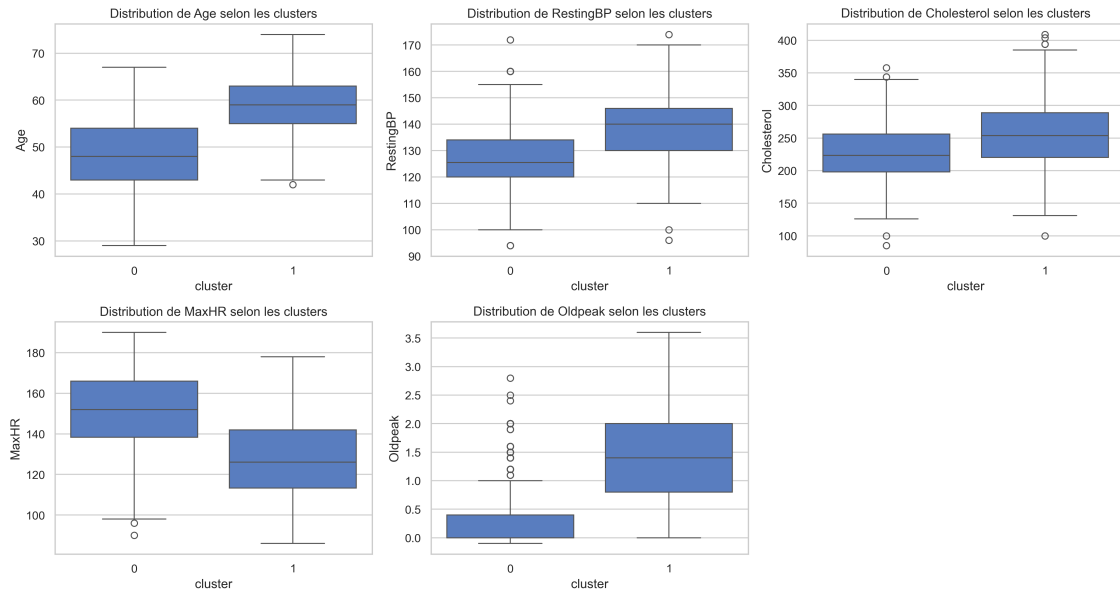 Distribution de Age selon les clusters
Age
70
60
50
40
30
0
1
cluster
Distribution de RestingBP selon les clusters
RestingBP
170
160
150
140
130
120
110
100
90
0
1
cluster
Distribution de Cholesterol selon les clusters
Cholesterol
400
350
300
250
200
150
100
0
1
cluster
Distribution de MaxHR selon les clusters
MaxHR
180
160
140
120
100
0
1
cluster
Distribution de Oldpeak selon les clusters
Oldpeak
3.5
3.0
2.5
2.0
1.5
1.0
0.5
0.0
0
1
cluster